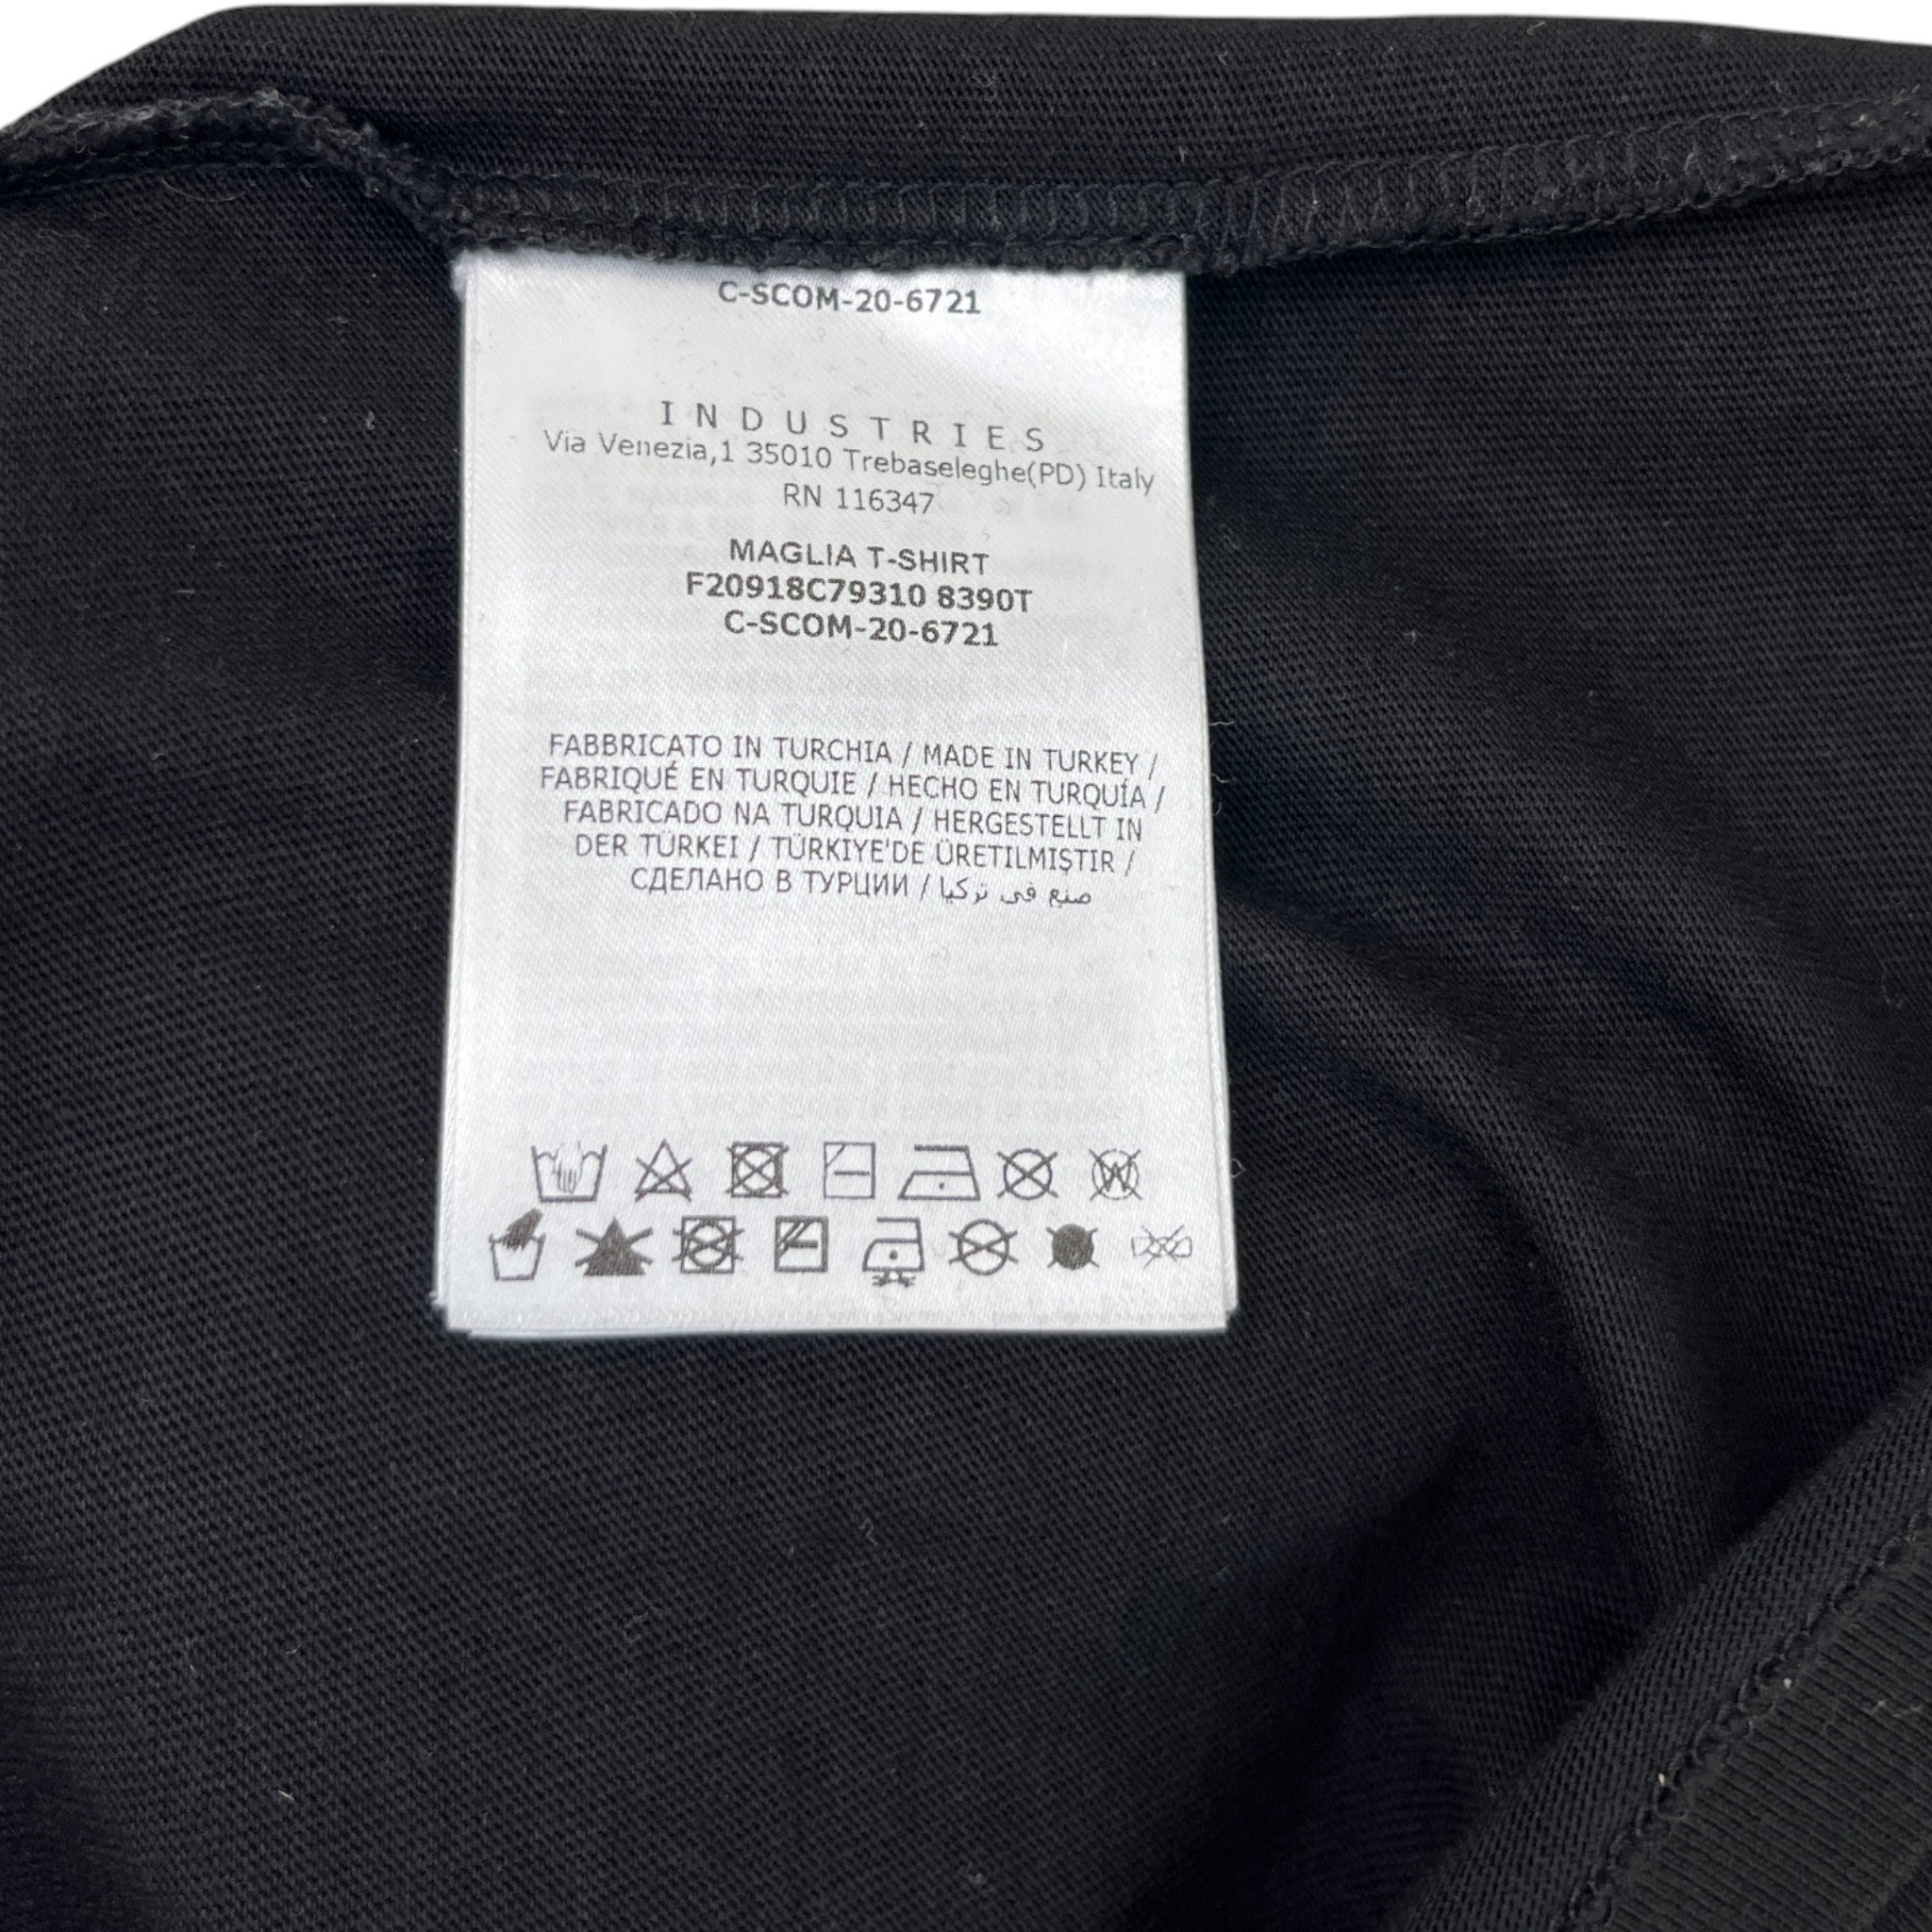 C-SCOM-20-6721
INDUSTRIES
Via Venezia,1 35010 Trebaseleghe(PD) Italy
RN 116347
MAGLIA T-SHIRT
F20918C79310 8390T
C-SCOM-20-6721
FABBRICATO IN TURCHIA / MADE IN TURKEY /
FABRIQUÉ EN TURQUIE / HECHO EN TURQUÍA /
FABRICADO NA TURQUIA / HERGESTELLT IN
DER TÜRKEI / TÜRKIYE'DE ÜRETILMIŞTIR /
СДЕЛАНО В ТУРЦИИ / صنع في تركيا
W